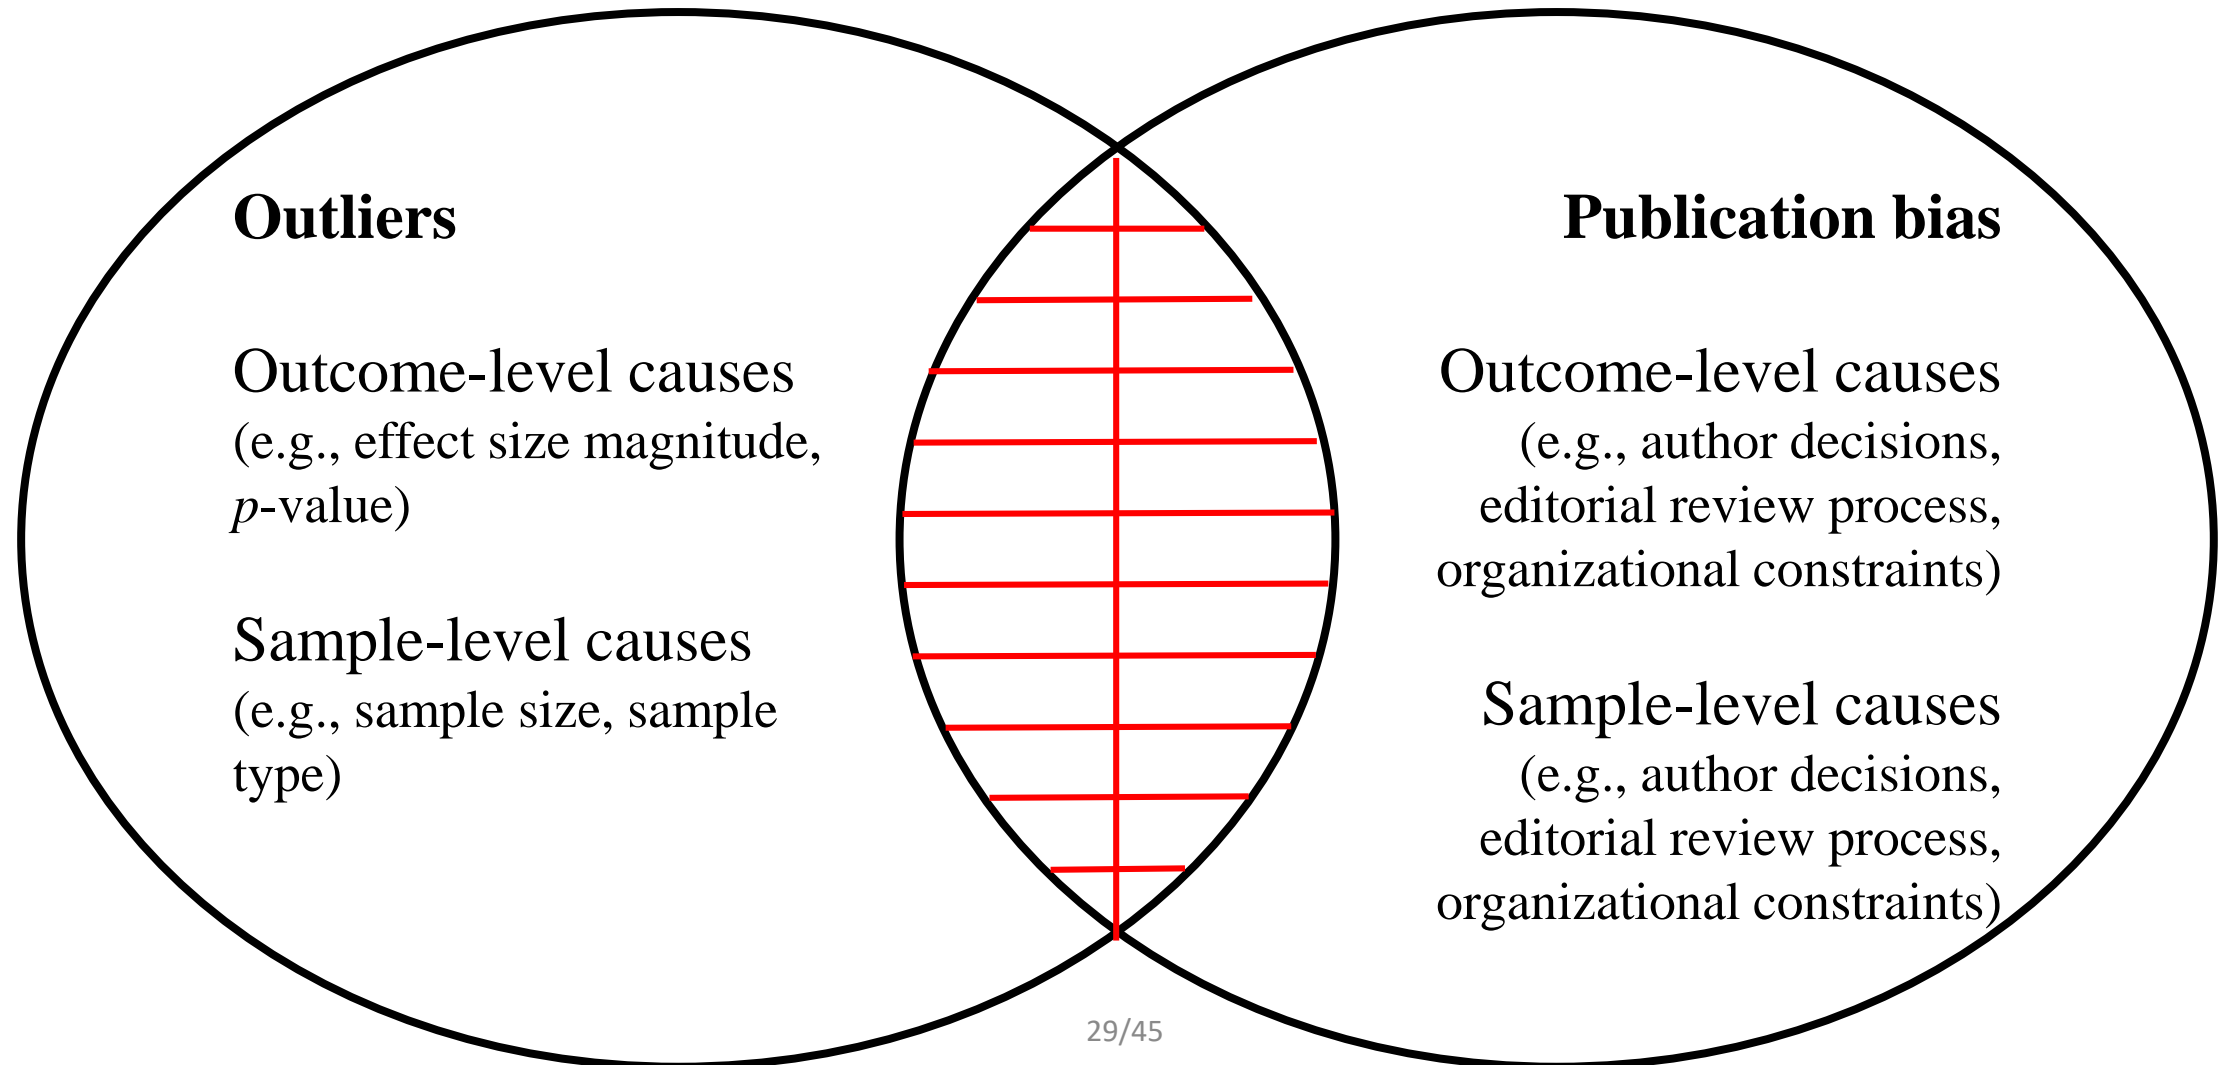 Outliers
Outcome-level causes
(e.g., effect size magnitude,
p-value)
Sample-level causes
(e.g., sample size, sample
type)
Publication bias
Outcome-level causes
(e.g., author decisions,
editorial review process,
organizational constraints)
Sample-level causes
(e.g., author decisions,
editorial review process,
organizational constraints)
29/45